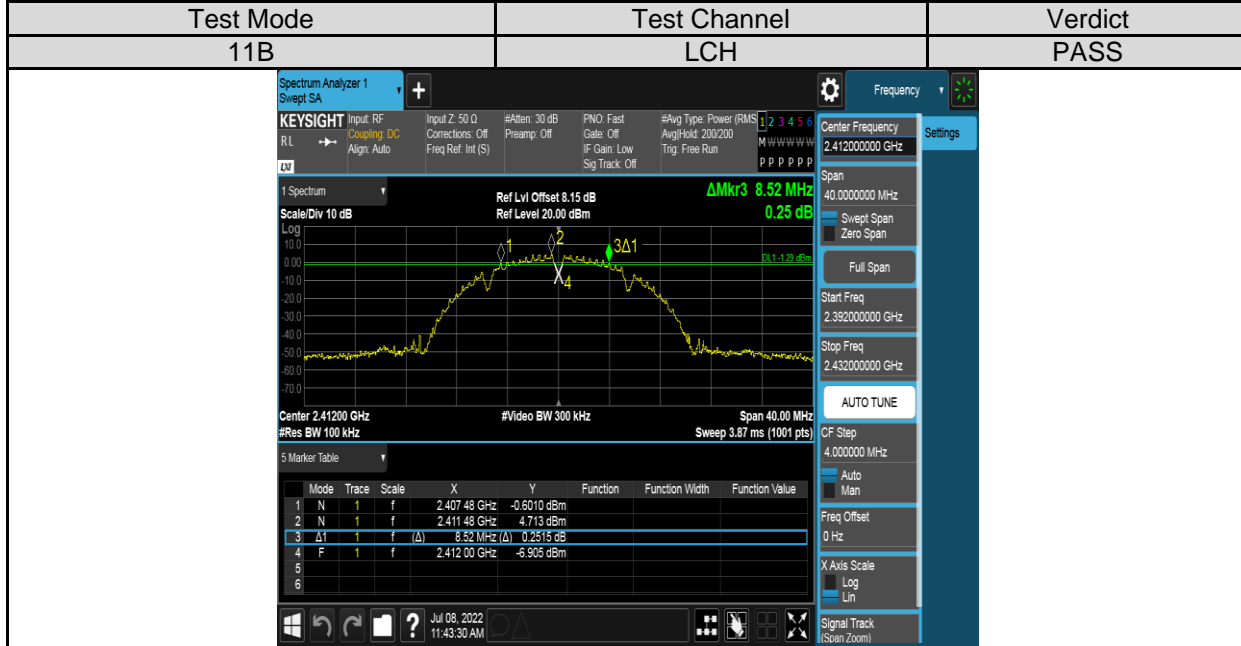 Test Mode Test Channel Verdict
11B LCH PASS
Spectrum Analyzer 1
Swept SA
+
Frequency
KEYSIGHT Input: RF Input Z: 50 Ω #Atten: 30 dB PNO: Fast #Avg Type: Power (RMS 1 2 3 4 5 6
RL Coupling: DC Corrections: Off Preamp: Off Gate: Off Avg|Hold: 200/200 M W W W W W
Align: Auto Freq Ref: Int (S) IF Gain: Low Trig: Free Run
LXI Sig Track: Off P P P P P P
1 Spectrum
Ref Lvl Offset 8.15 dB ΔMkr3 8.52 MHz
Scale/Div 10 dB Ref Level 20.00 dBm 0.25 dB
Log
10.0
0.00
-10.0
-20.0
-30.0
-40.0
-50.0
-60.0
-70.0
1
2
3Δ1
4
DL1 -1.29 dBm
Center 2.41200 GHz #Video BW 300 kHz Span 40.00 MHz
#Res BW 100 kHz Sweep 3.87 ms (1001 pts)
5 Marker Table
Mode Trace Scale X Y Function Function Width Function Value
1 N 1 f 2.407 48 GHz -0.6010 dBm
2 N 1 f 2.411 48 GHz 4.713 dBm
3 Δ1 1 f (Δ) 8.52 MHz (Δ) 0.2515 dB
4 F 1 f 2.412 00 GHz -6.905 dBm
5
6
?
Jul 08, 2022
11:43:30 AM
Center Frequency
2.412000000 GHz
Settings
Span
40.0000000 MHz
Swept Span
Zero Span
Full Span
Start Freq
2.392000000 GHz
Stop Freq
2.432000000 GHz
AUTO TUNE
CF Step
4.000000 MHz
Auto
Man
Freq Offset
0 Hz
X Axis Scale
Log
Lin
Signal Track
(Span Zoom)